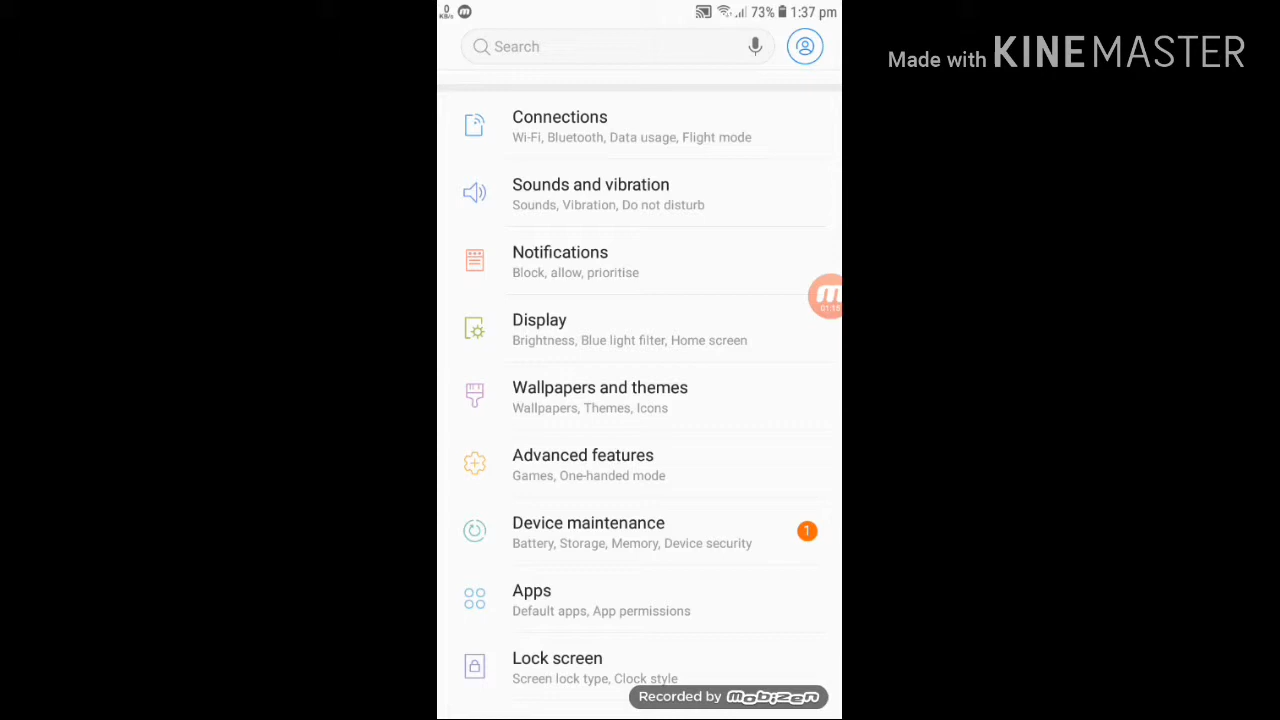 0
KB/s
73% 1:37 pm
Made with KINEMASTER
Search
Connections
Wi-Fi, Bluetooth, Data usage, Flight mode
Sounds and vibration
Sounds, Vibration, Do not disturb
Notifications
Block, allow, prioritise
Display
Brightness, Blue light filter, Home screen
Wallpapers and themes
Wallpapers, Themes, Icons
Advanced features
Games, One-handed mode
Device maintenance
1
Battery, Storage, Memory, Device security
Apps
Default apps, App permissions
Lock screen
Screen lock type, Clock style
Recorded by mobizen